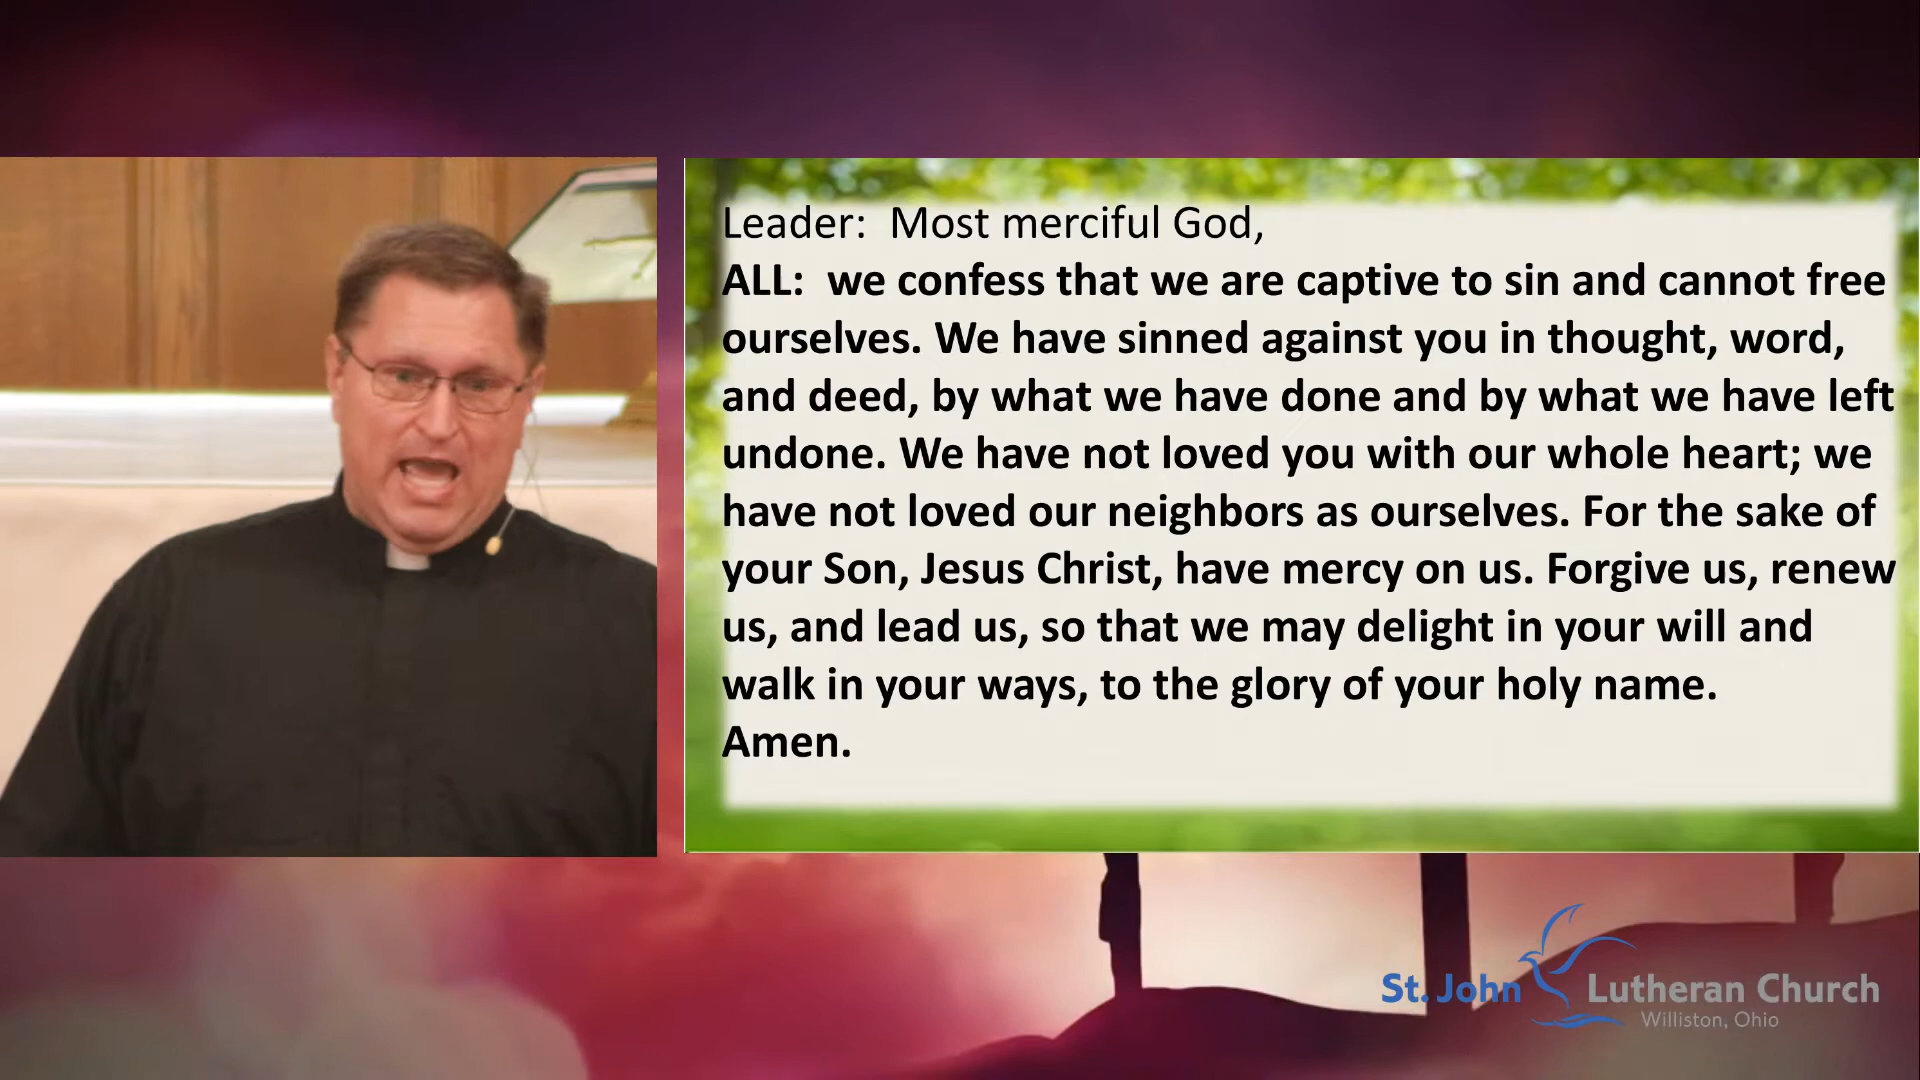 Leader:  Most merciful God,
ALL:  we confess that we are captive to sin and cannot free
ourselves. We have sinned against you in thought, word,
and deed, by what we have done and by what we have left
undone. We have not loved you with our whole heart; we
have not loved our neighbors as ourselves. For the sake of
your Son, Jesus Christ, have mercy on us. Forgive us, renew
us, and lead us, so that we may delight in your will and
walk in your ways, to the glory of your holy name.
Amen.
St. John Lutheran Church
Williston, Ohio